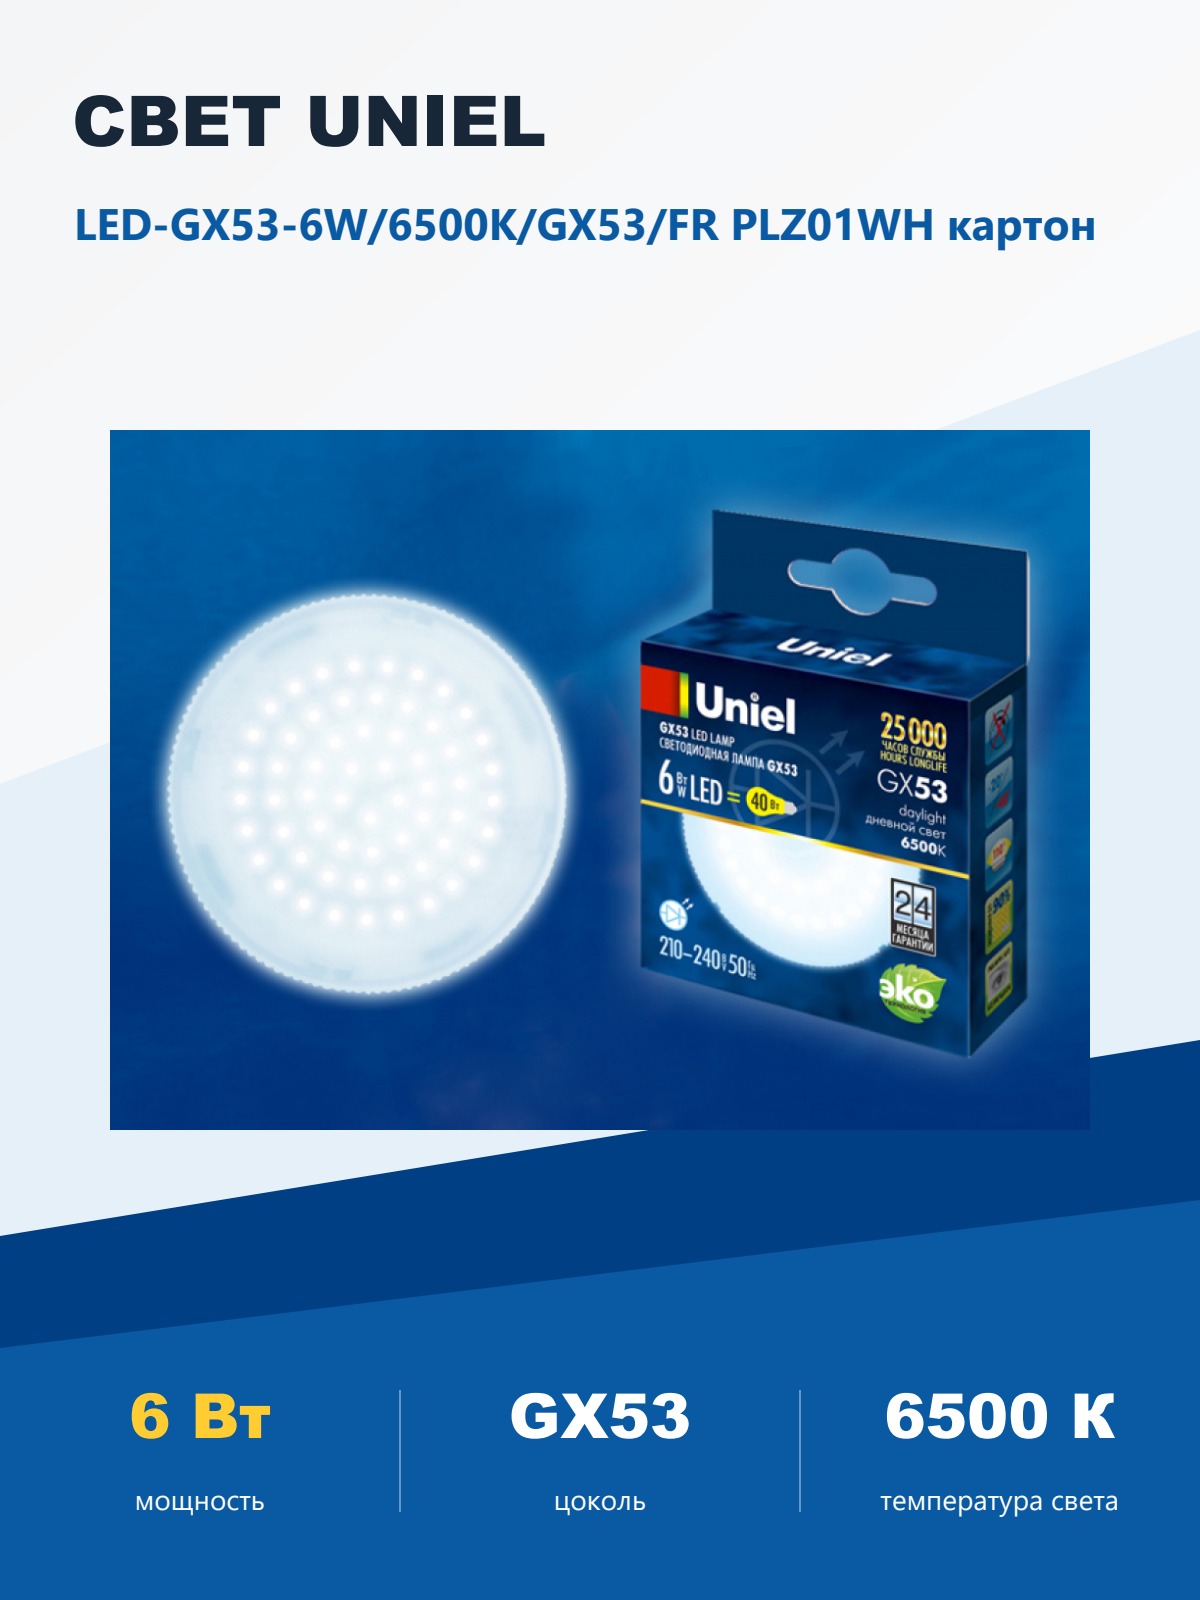 СВЕТ UNIEL
LED-GX53-6W/6500K/GX53/FR PLZ01WH картон
Uniel
Uniel
GX53 LED LAMP
СВЕТОДИОДНАЯ ЛАМПА GX53
6 Вт W LED = 40 Вт
25 000
ЧАСОВ СЛУЖБЫ
HOURS LONGLIFE
GX53
daylight
дневной свет
6500K
24
МЕСЯЦА
ГАРАНТИИ
210–240 В V 50 Гц Hz
эко
6 Вт
мощность
GX53
цоколь
6500 К
температура света